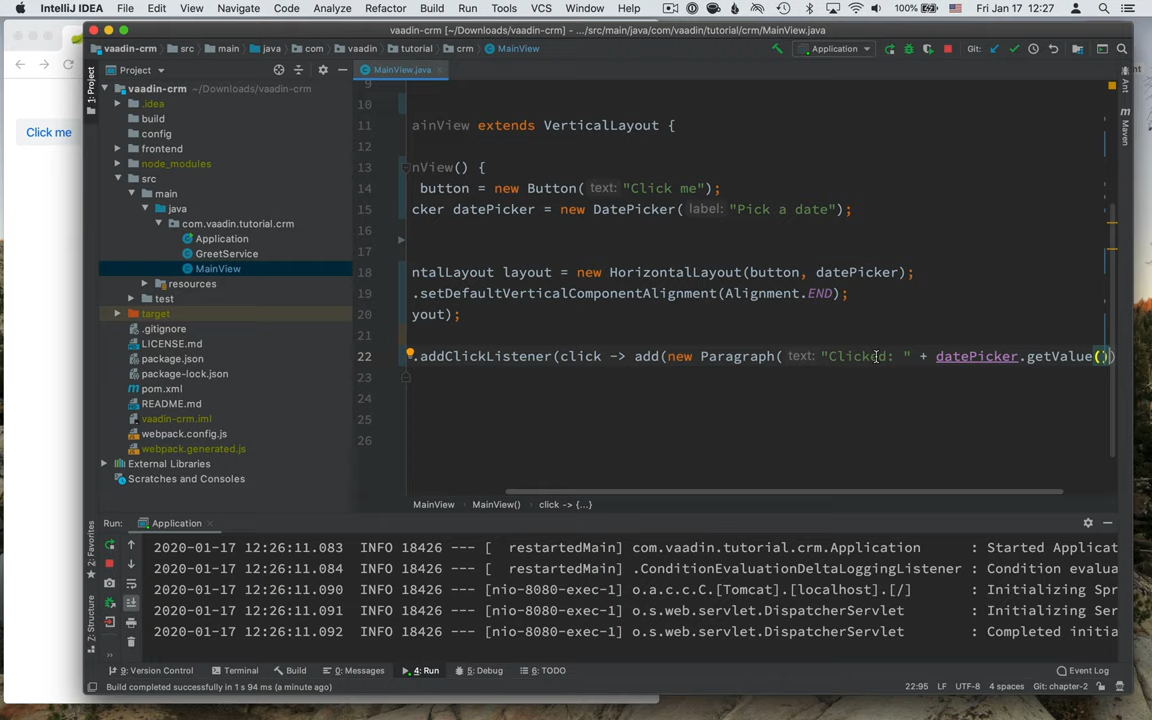 IntelliJ IDEA File Edit View Navigate Code Analyze Refactor Build Run Tools VCS Window Help 100% Fri Jan 17 12:27
vaadin-crm [~/Downloads/vaadin-crm] – .../src/main/java/com/vaadin/tutorial/crm/MainView.java
vaadin-crm src main java com vaadin tutorial crm MainView Application Git:
1: Project
Project
MainView.java
Ant
Maven
Click me
vaadin-crm ~/Downloads/vaadin-crm
.idea
build
config
frontend
node_modules
src
main
java
com.vaadin.tutorial.crm
Application
GreetService
MainView
resources
test
target
.gitignore
LICENSE.md
package.json
package-lock.json
pom.xml
README.md
vaadin-crm.iml
webpack.config.js
webpack.generated.js
External Libraries
Scratches and Consoles
9
10
11 ainView extends VerticalLayout {
12
13 nView() {
14 button = new Button( text: "Click me");
15 cker datePicker = new DatePicker( label: "Pick a date");
16
17
18 ntalLayout layout = new HorizontalLayout(button, datePicker);
19 .setDefaultVerticalComponentAlignment(Alignment.END);
20 yout);
21
22 .addClickListener(click -> add(new Paragraph( text: "Clicked: " + datePicker.getValue())
23
24
25
26
MainView MainView() click -> {...}
Run: Application
2: Favorites
Z: Structure
2020-01-17 12:26:11.083 INFO 18426 --- [ restartedMain] com.vaadin.tutorial.crm.Application : Started Applicat
2020-01-17 12:26:11.084 INFO 18426 --- [ restartedMain] .ConditionEvaluationDeltaLoggingListener : Condition evalua
2020-01-17 12:26:11.090 INFO 18426 --- [nio-8080-exec-1] o.a.c.c.C.[Tomcat].[localhost].[/] : Initializing Spr
2020-01-17 12:26:11.091 INFO 18426 --- [nio-8080-exec-1] o.s.web.servlet.DispatcherServlet : Initializing Ser
2020-01-17 12:26:11.092 INFO 18426 --- [nio-8080-exec-1] o.s.web.servlet.DispatcherServlet : Completed initia
9: Version Control Terminal Build 0: Messages 4: Run 5: Debug 6: TODO Event Log
Build completed successfully in 1 s 94 ms (a minute ago) 22:95 LF UTF-8 4 spaces Git: chapter-2